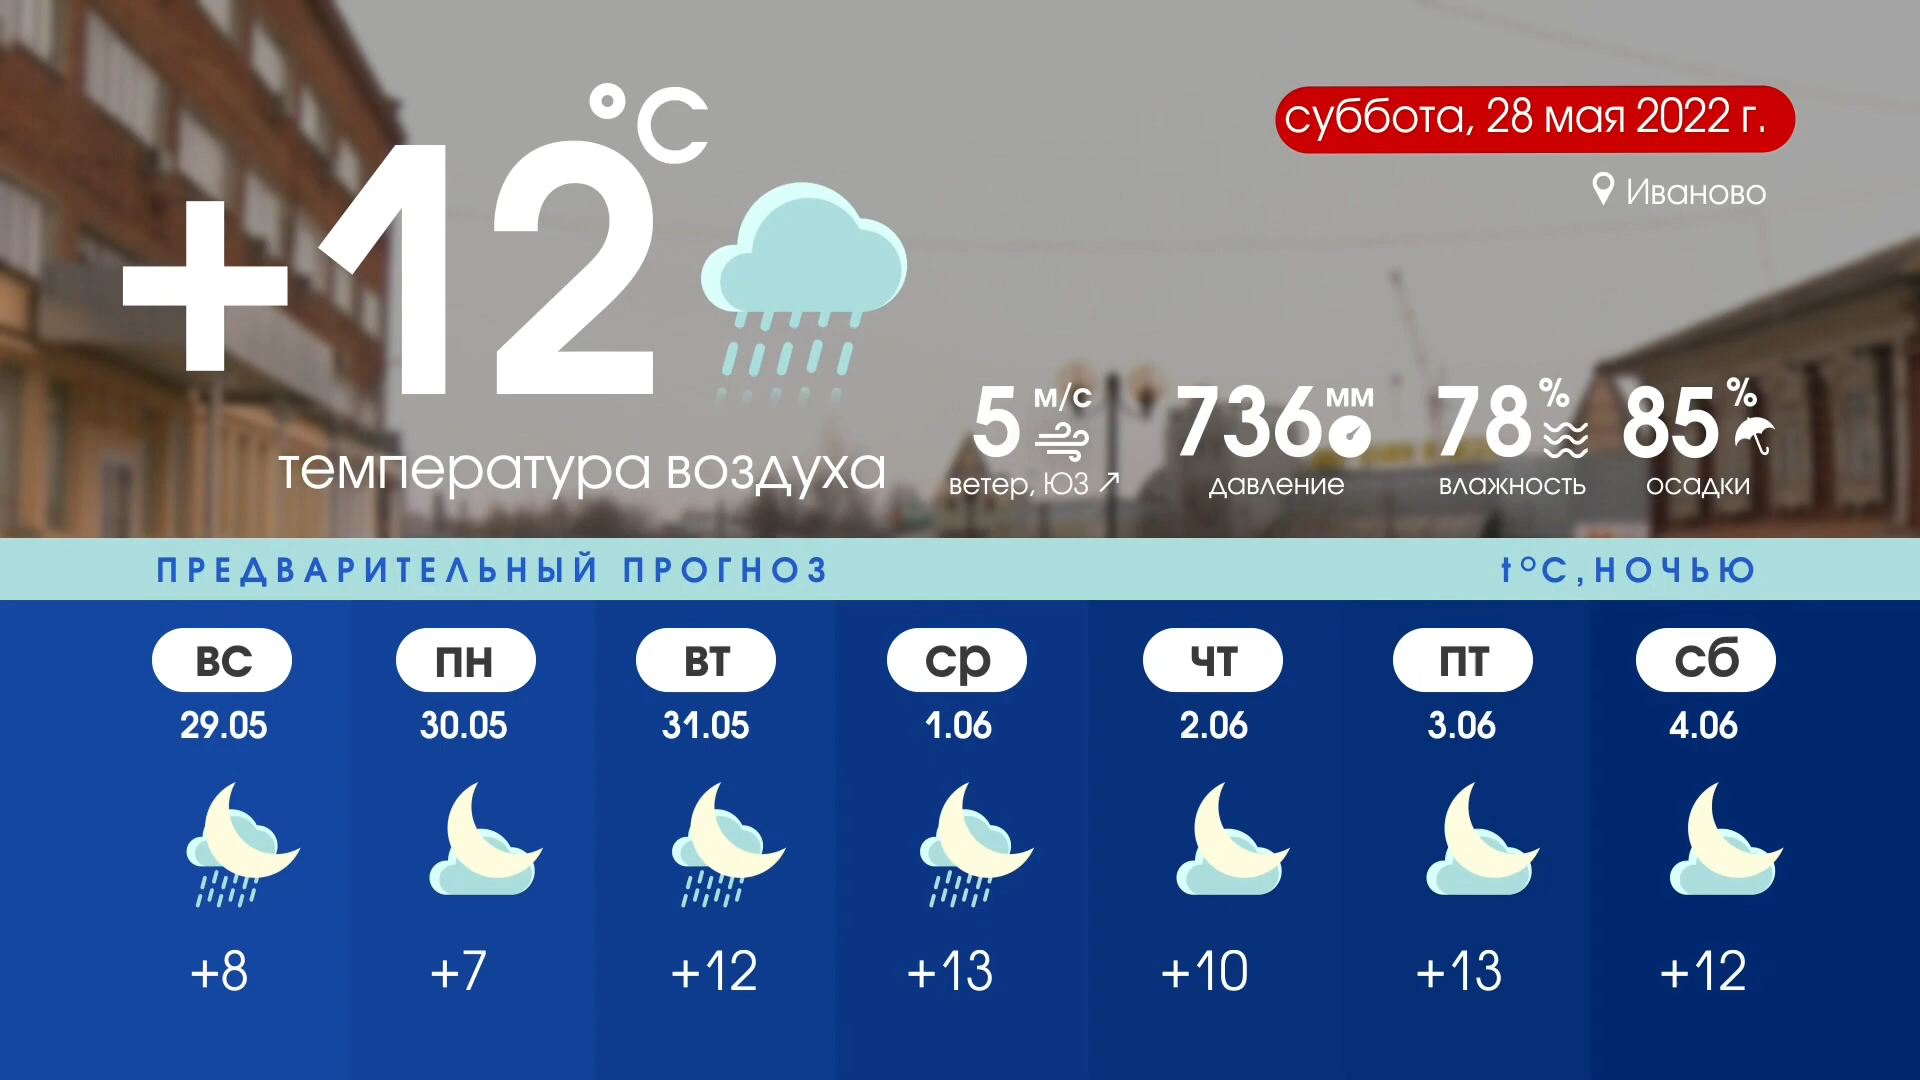 суббота, 28 мая 2022 г.
Иваново
+12 °C
температура воздуха
5 м/с
ветер, ЮЗ ↗
736 мм
давление
78 %
влажность
85 %
осадки
ПРЕДВАРИТЕЛЬНЫЙ ПРОГНОЗ
t°C, НОЧЬЮ
вс пн вт ср чт пт сб
29.05 30.05 31.05 1.06 2.06 3.06 4.06
+8 +7 +12 +13 +10 +13 +12